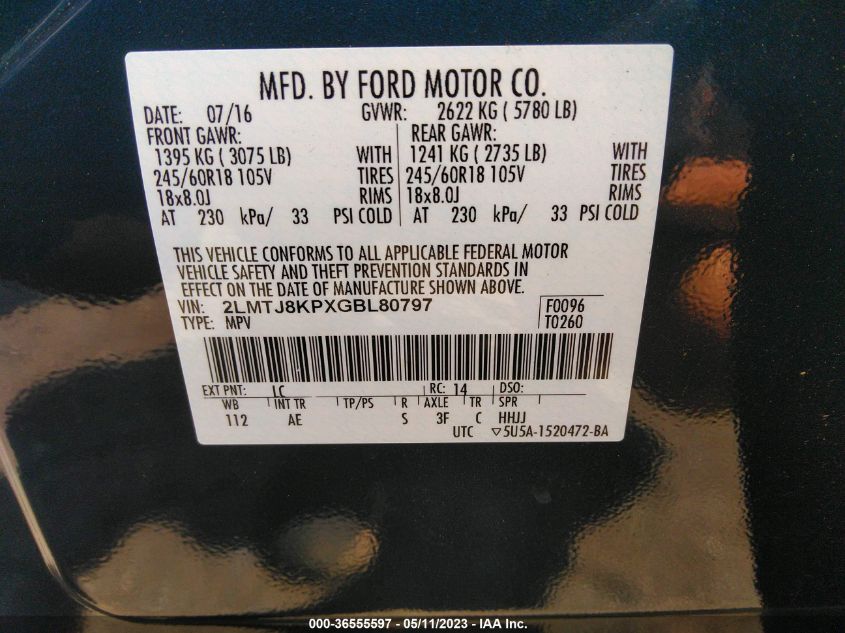 MFD. BY FORD MOTOR CO.
DATE: 07/16 GVWR: 2622 KG ( 5780 LB)
FRONT GAWR: REAR GAWR:
1395 KG ( 3075 LB) WITH 1241 KG ( 2735 LB) WITH
245/60R18 105V TIRES 245/60R18 105V TIRES
18x8.0J RIMS 18x8.0J RIMS
AT 230 kPa/ 33 PSI COLD AT 230 kPa/ 33 PSI COLD
THIS VEHICLE CONFORMS TO ALL APPLICABLE FEDERAL MOTOR
VEHICLE SAFETY AND THEFT PREVENTION STANDARDS IN
EFFECT ON THE DATE OF MANUFACTURE SHOWN ABOVE.
VIN: 2LMTJ8KPXGBL80797 F0096
TYPE: MPV T0260
EXT PNT: LC RC: 14 DSO:
WB INT TR TP/PS R AXLE TR SPR
112 AE S 3F C HHJJ
UTC ▽5U5A-1520472-BA
000-36555597 - 05/11/2023 - IAA Inc.